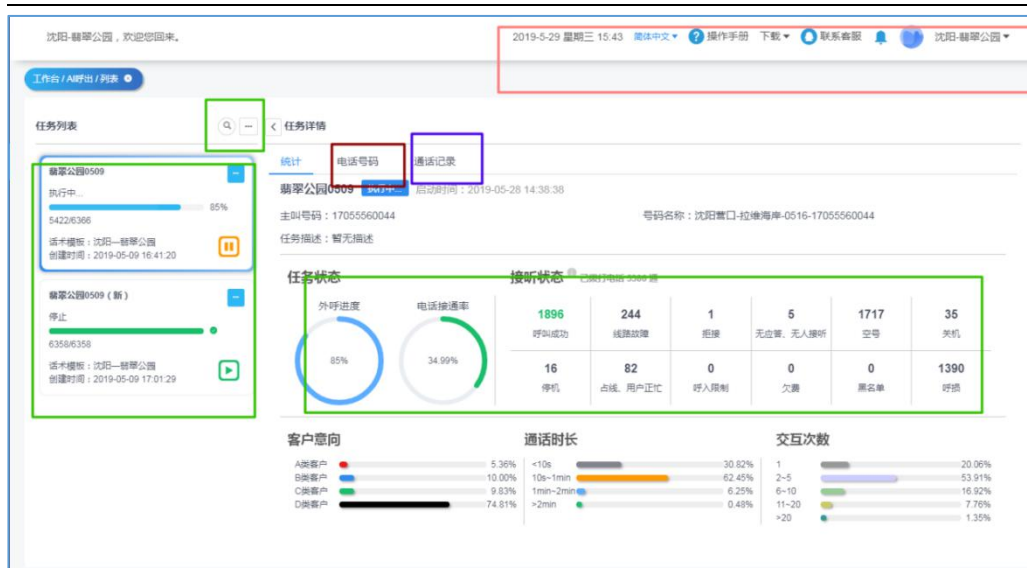 沈阳-翡翠公园，欢迎您回来。
2019-5-29 星期三 15:43 简体中文 操作手册 下载 联系客服 沈阳-翡翠公园
工作台 / AI呼出 / 列表
任务列表
任务详情
翡翠公园0509
执行中...
85%
5422/6366
话术模板：沈阳—翡翠公园
创建时间：2019-05-09 16:41:20
翡翠公园0509（新）
停止
6358/6358
话术模板：沈阳—翡翠公园
创建时间：2019-05-09 17:01:29
统计 电话号码 通话记录
翡翠公园0509 执行中... 启动时间：2019-05-28 14:38:38
主叫号码：17055560044 号码名称：沈阳营口-拉维海岸-0516-17055560044
任务描述：暂无描述
任务状态
外呼进度 电话接通率
85% 34.99%
接听状态 已拨打电话 5386 通
1896 244 1 5 1717 35
呼叫成功 线路故障 拒接 无应答、无人接听 空号 关机
16 82 0 0 0 1390
停机 占线、用户正忙 呼入限制 欠费 黑名单 呼损
客户意向
A类客户 5.36%
B类客户 10.00%
C类客户 9.83%
D类客户 74.81%
通话时长
<10s 30.82%
10s~1min 62.45%
1min~2min 6.25%
>2min 0.48%
交互次数
1 20.06%
2~5 53.91%
6~10 16.92%
11~20 7.76%
>20 1.35%